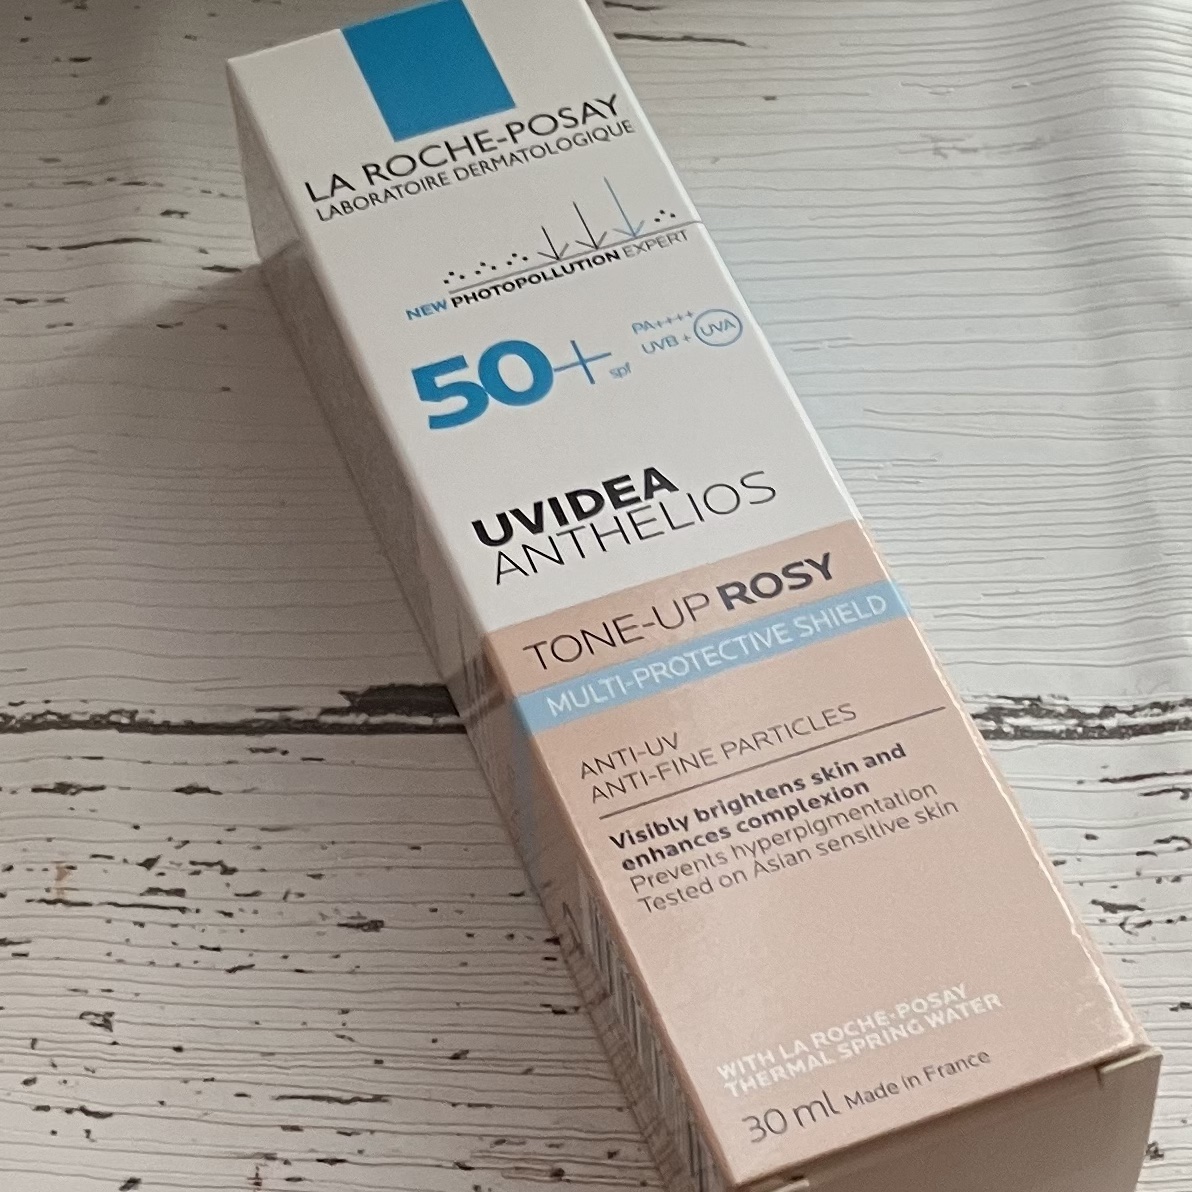 LA ROCHE-POSAY
LABORATOIRE DERMATOLOGIQUE
NEW PHOTOPOLLUTION EXPERT
50+ spf
PA++++
UVB + UVA
UVIDEA
ANTHELIOS
TONE-UP ROSY
MULTI-PROTECTIVE SHIELD
ANTI-UV
ANTI-FINE PARTICLES
Visibly brightens skin and
enhances complexion
Prevents hyperpigmentation
Tested on Asian sensitive skin
WITH LA ROCHE-POSAY
THERMAL SPRING WATER
30 ml Made in France